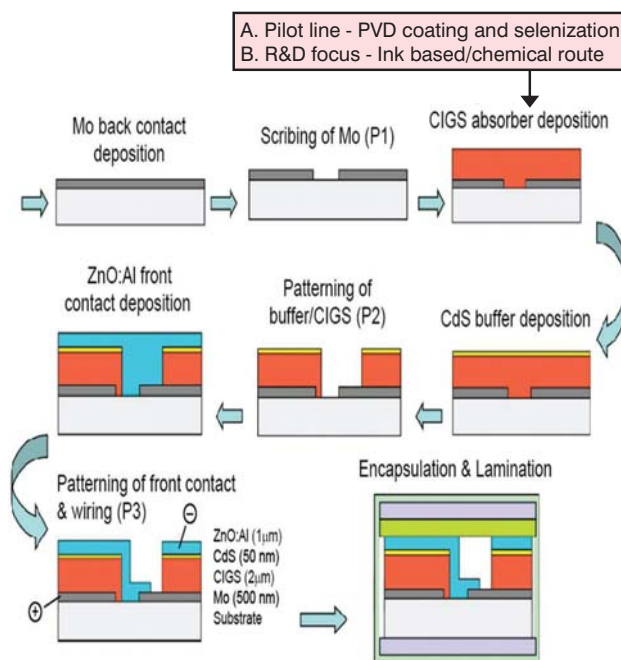 A. Pilot line - PVD coating and selenization
B. R&D focus - Ink based/chemical route
Mo back contact
deposition
Scribing of Mo (P1)
CIGS absorber deposition
ZnO:Al front
contact deposition
Patterning of
buffer/CIGS (P2)
CdS buffer deposition
Patterning of front contact
& wiring (P3)
⊖
ZnO:Al (1μm)
CdS (50 nm)
CIGS (2μm)
Mo (500 nm)
Substrate
⊕
Encapsulation & Lamination